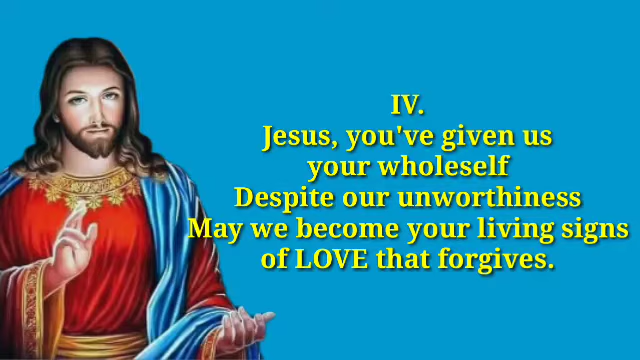 IV.
Jesus, you've given us
your wholeself
Despite our unworthiness
May we become your living signs
of LOVE that forgives.